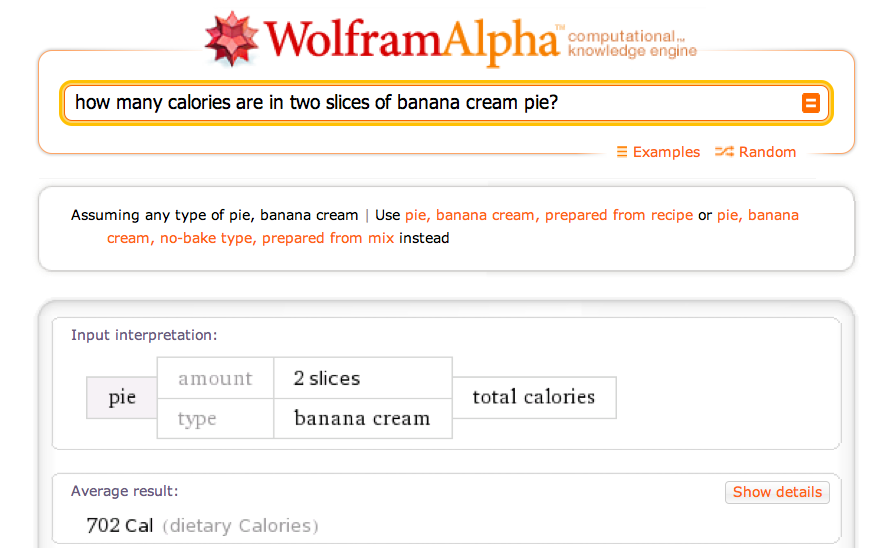 WolframAlpha™ computational…
knowledge engine
how many calories are in two slices of banana cream pie?
Examples Random
Assuming any type of pie, banana cream | Use pie, banana cream, prepared from recipe or pie, banana
cream, no-bake type, prepared from mix instead
Input interpretation:
pie
amount 2 slices
type banana cream
total calories
Average result:
Show details
702 Cal (dietary Calories)